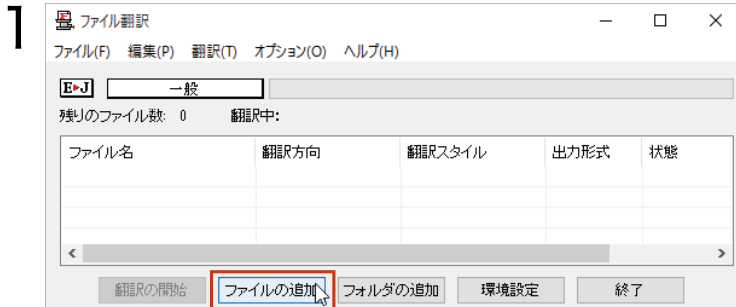 1
ファイル翻訳
ファイル(F) 編集(P) 翻訳(T) オプション(O) ヘルプ(H)
E▸J 一般
残りのファイル数: 0 翻訳中:
ファイル名 翻訳方向 翻訳スタイル 出力形式 状態
翻訳の開始 ファイルの追加 フォルダの追加 環境設定 終了